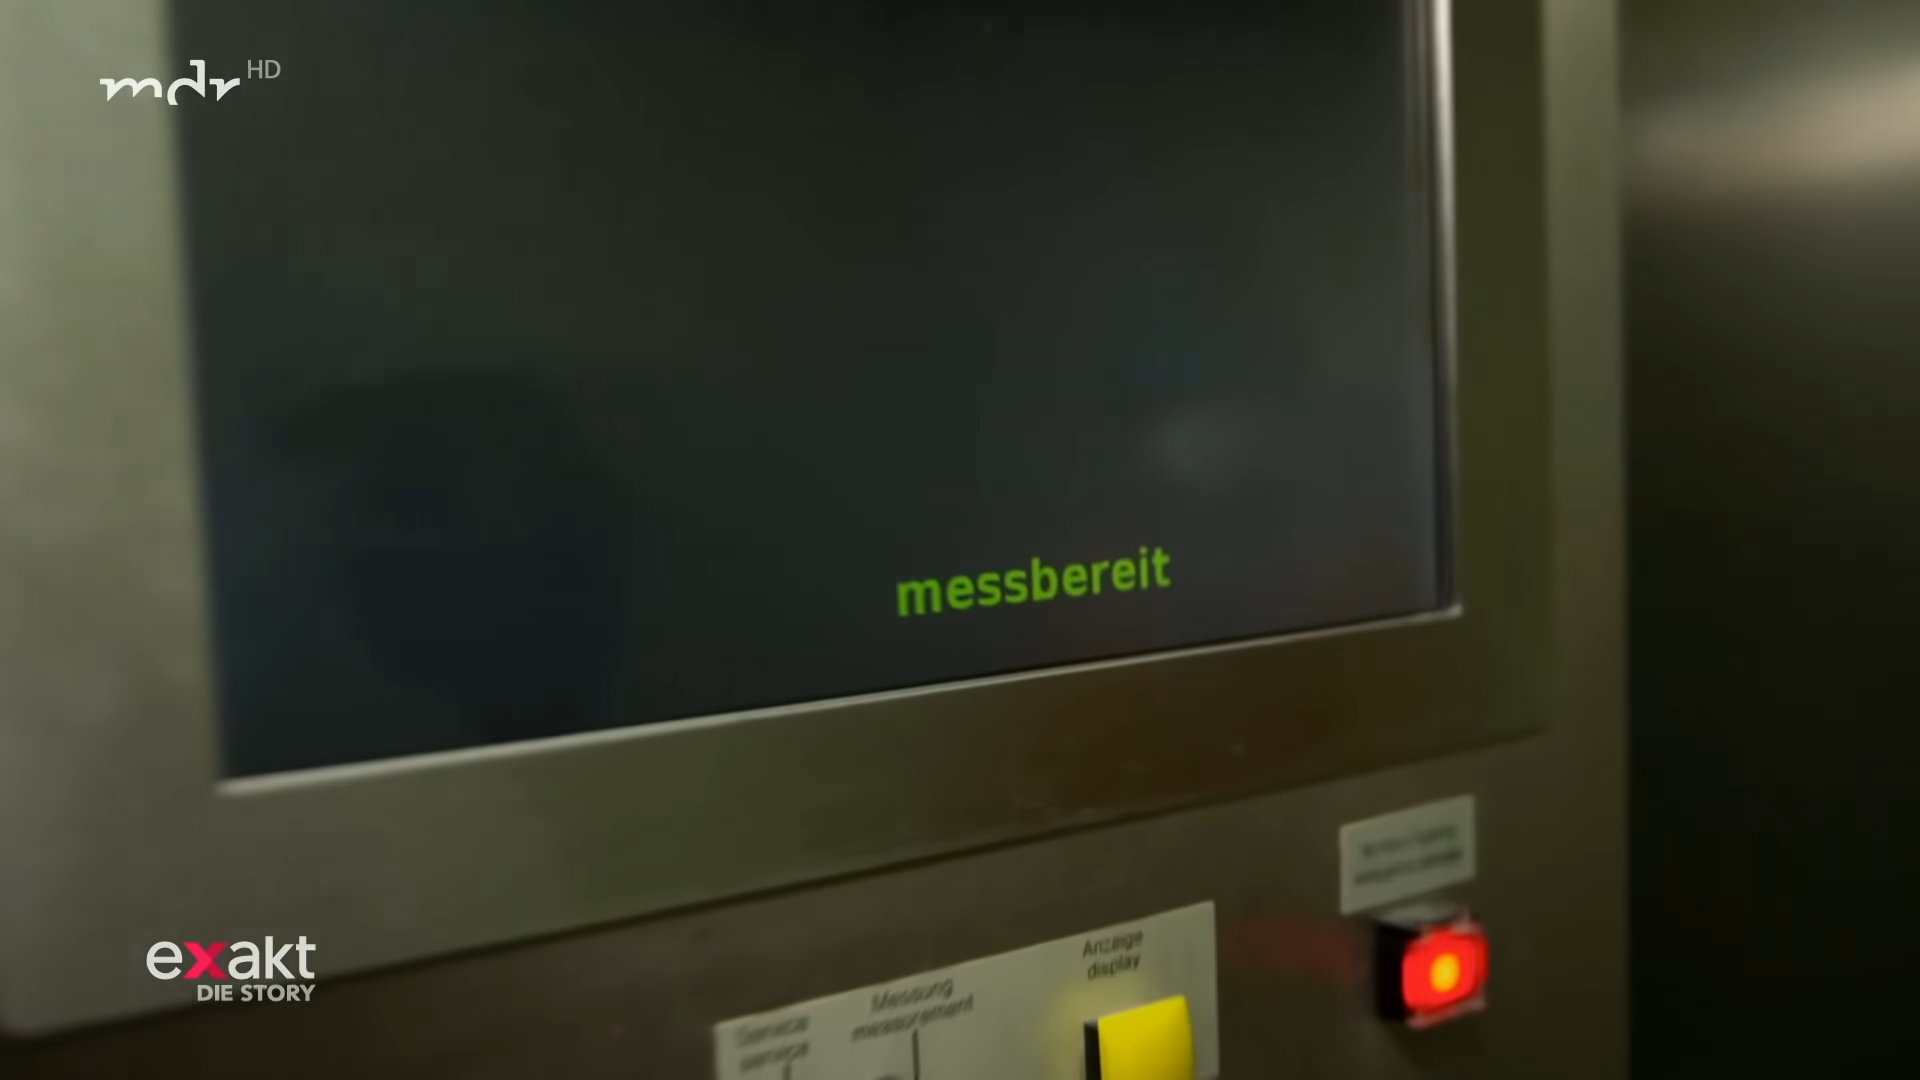 mdr HD
messbereit
Anzeige
display
Messung
measurement
Service
service
exakt
DIE STORY